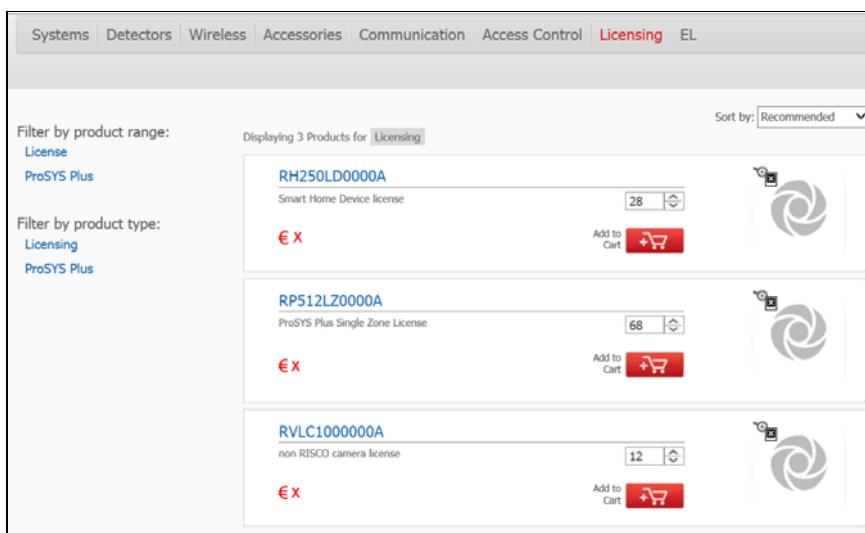 Systems Detectors Wireless Accessories Communication Access Control Licensing EL
Sort by: Recommended
Filter by product range:
License
ProSYS Plus
Filter by product type:
Licensing
ProSYS Plus
Displaying 3 Products for Licensing
RH250LD0000A
Smart Home Device license
28
€ X
Add to
Cart
RP512LZ0000A
ProSYS Plus Single Zone License
68
€ X
Add to
Cart
RVLC1000000A
non RISCO camera license
12
€ X
Add to
Cart